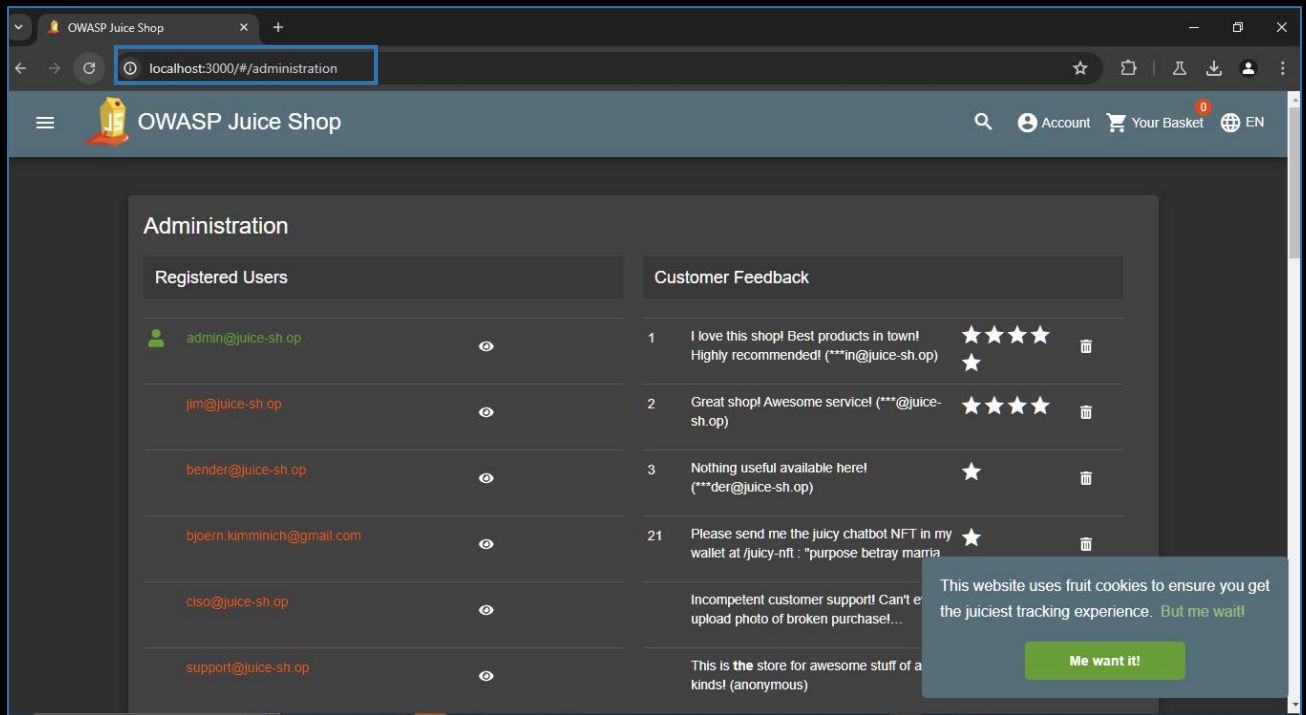 OWASP Juice Shop
localhost:3000/#/administration
OWASP Juice Shop
Account
0
Your Basket
EN
Administration
Registered Users
Customer Feedback
admin@juice-sh.op
1
I love this shop! Best products in town!
Highly recommended! (***in@juice-sh.op)
jim@juice-sh.op
2
Great shop! Awesome service! (***@juice-
sh.op)
bender@juice-sh.op
3
Nothing useful available here!
(***der@juice-sh.op)
bjoern.kimminich@gmail.com
21
Please send me the juicy chatbot NFT in my
wallet at /juicy-nft : "purpose betray marria
ciso@juice-sh.op
Incompetent customer support! Can't e
upload photo of broken purchase!...
support@juice-sh.op
This is the store for awesome stuff of a
kinds! (anonymous)
This website uses fruit cookies to ensure you get
the juiciest tracking experience. But me wait!
Me want it!